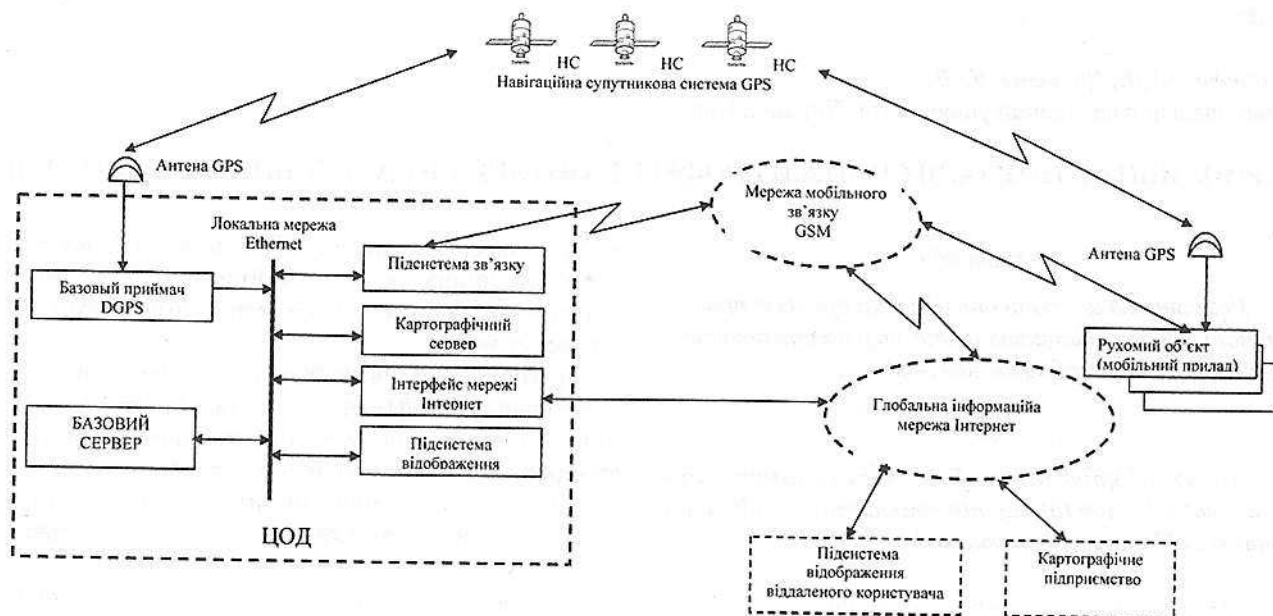 НС НС НС
Навігаційна супутникова система GPS
Антена GPS
Мережа мобільного
зв’язку
GSM
Антена GPS
Локальна мережа
Ethernet
Підсистема зв’язку
Базовый приймач
DGPS
Картографічний
сервер
Рухомий об’єкт
(мобільний прилад)
Інтерфейс мережі
Інтернет
Глобальна інформаційа
мережа Інтернет
БАЗОВИЙ
СЕРВЕР
Підсистема
відображення
ЦОД
Підсистема
відображення
віддаленого користувача
Картографічне
підприємство